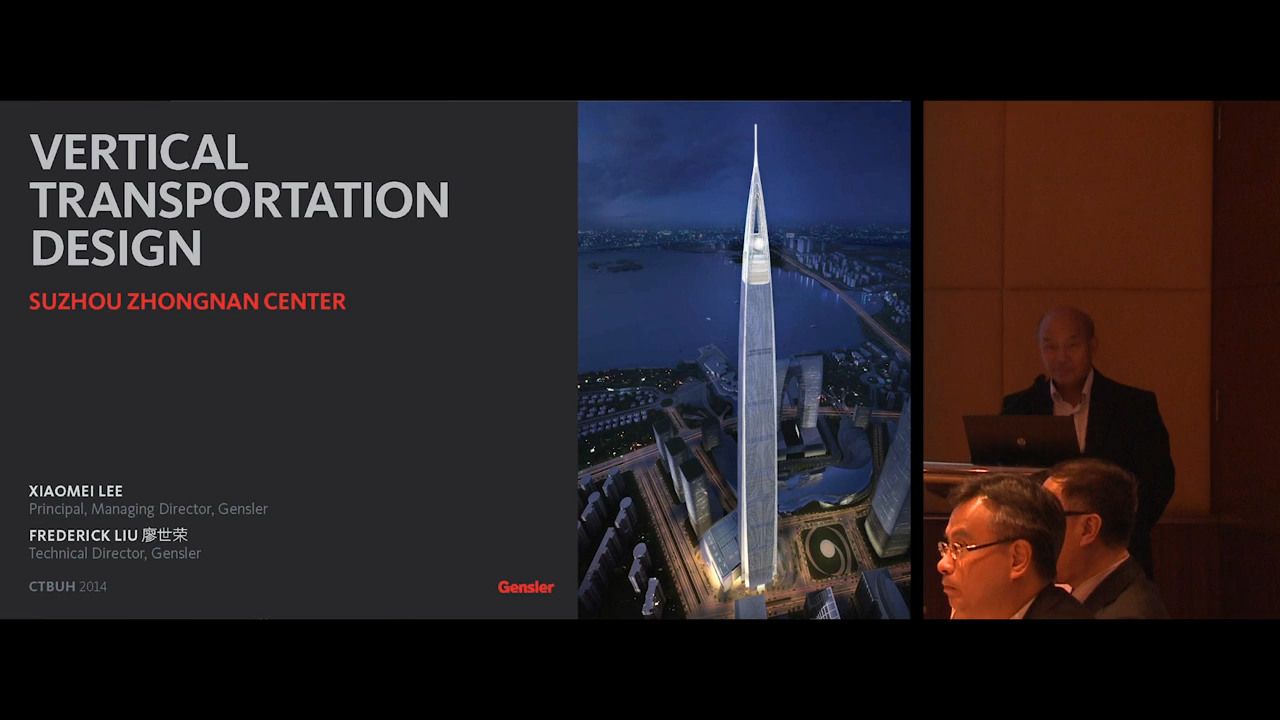 VERTICAL
TRANSPORTATION
DESIGN
SUZHOU ZHONGNAN CENTER
XIAOMEI LEE
Principal, Managing Director, Gensler
FREDERICK LIU 廖世荣
Technical Director, Gensler
CTBUH 2014
Gensler